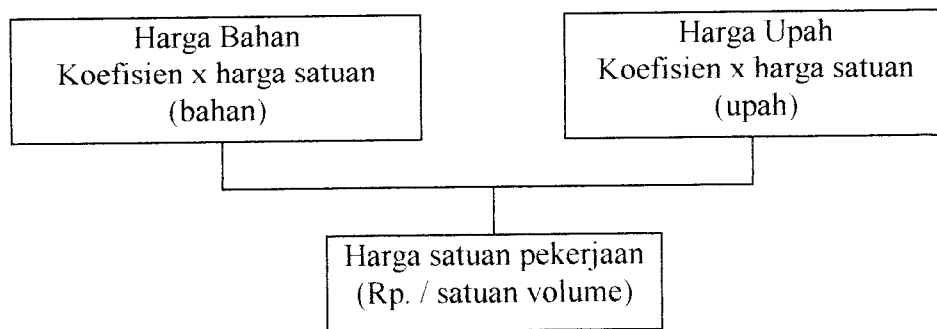 Harga Bahan
Koefisien x harga satuan
(bahan)
Harga Upah
Koefisien x harga satuan
(upah)
Harga satuan pekerjaan
(Rp. / satuan volume)